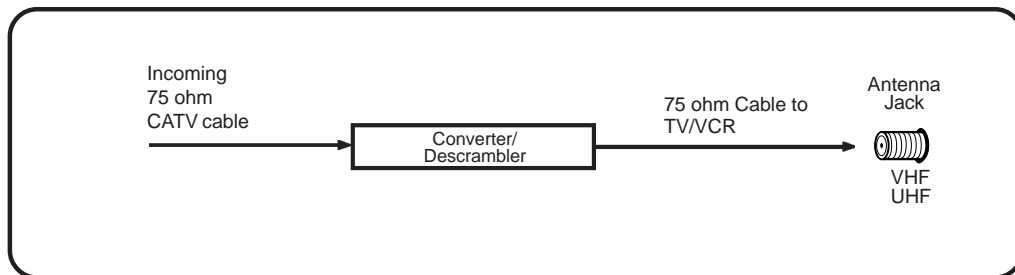 Incoming
75 ohm
CATV cable
Converter/
Descrambler
75 ohm Cable to
TV/VCR
Antenna
Jack
VHF
UHF